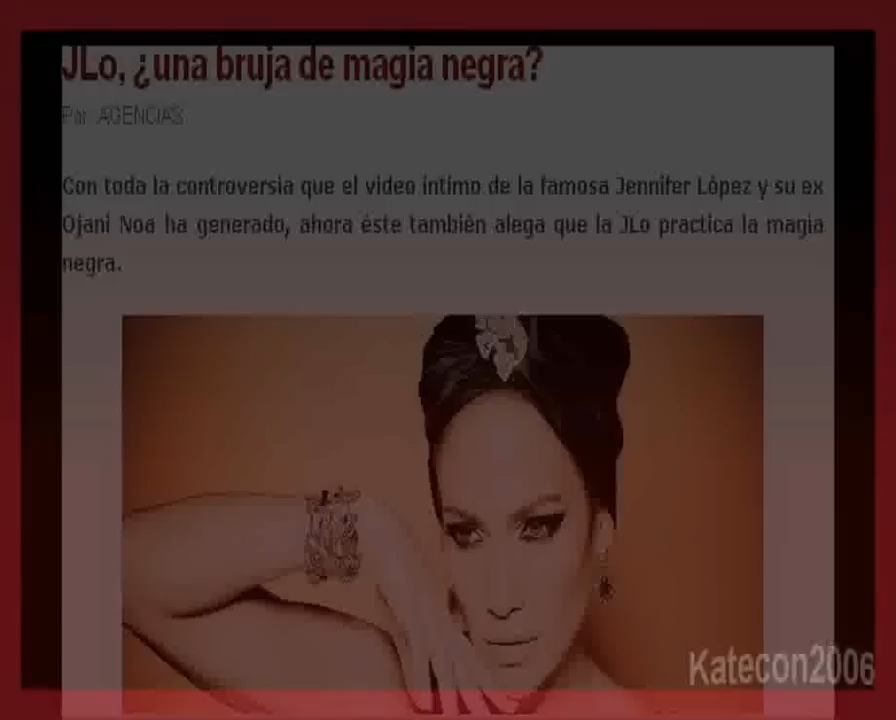 JLo, ¿una bruja de magia negra?
Por: AGENCIAS
Con toda la controversia que el video íntimo de la famosa Jennifer López y su ex
Ojani Noa ha generado, ahora éste también alega que la JLo practica la magia
negra.
Katecon2006